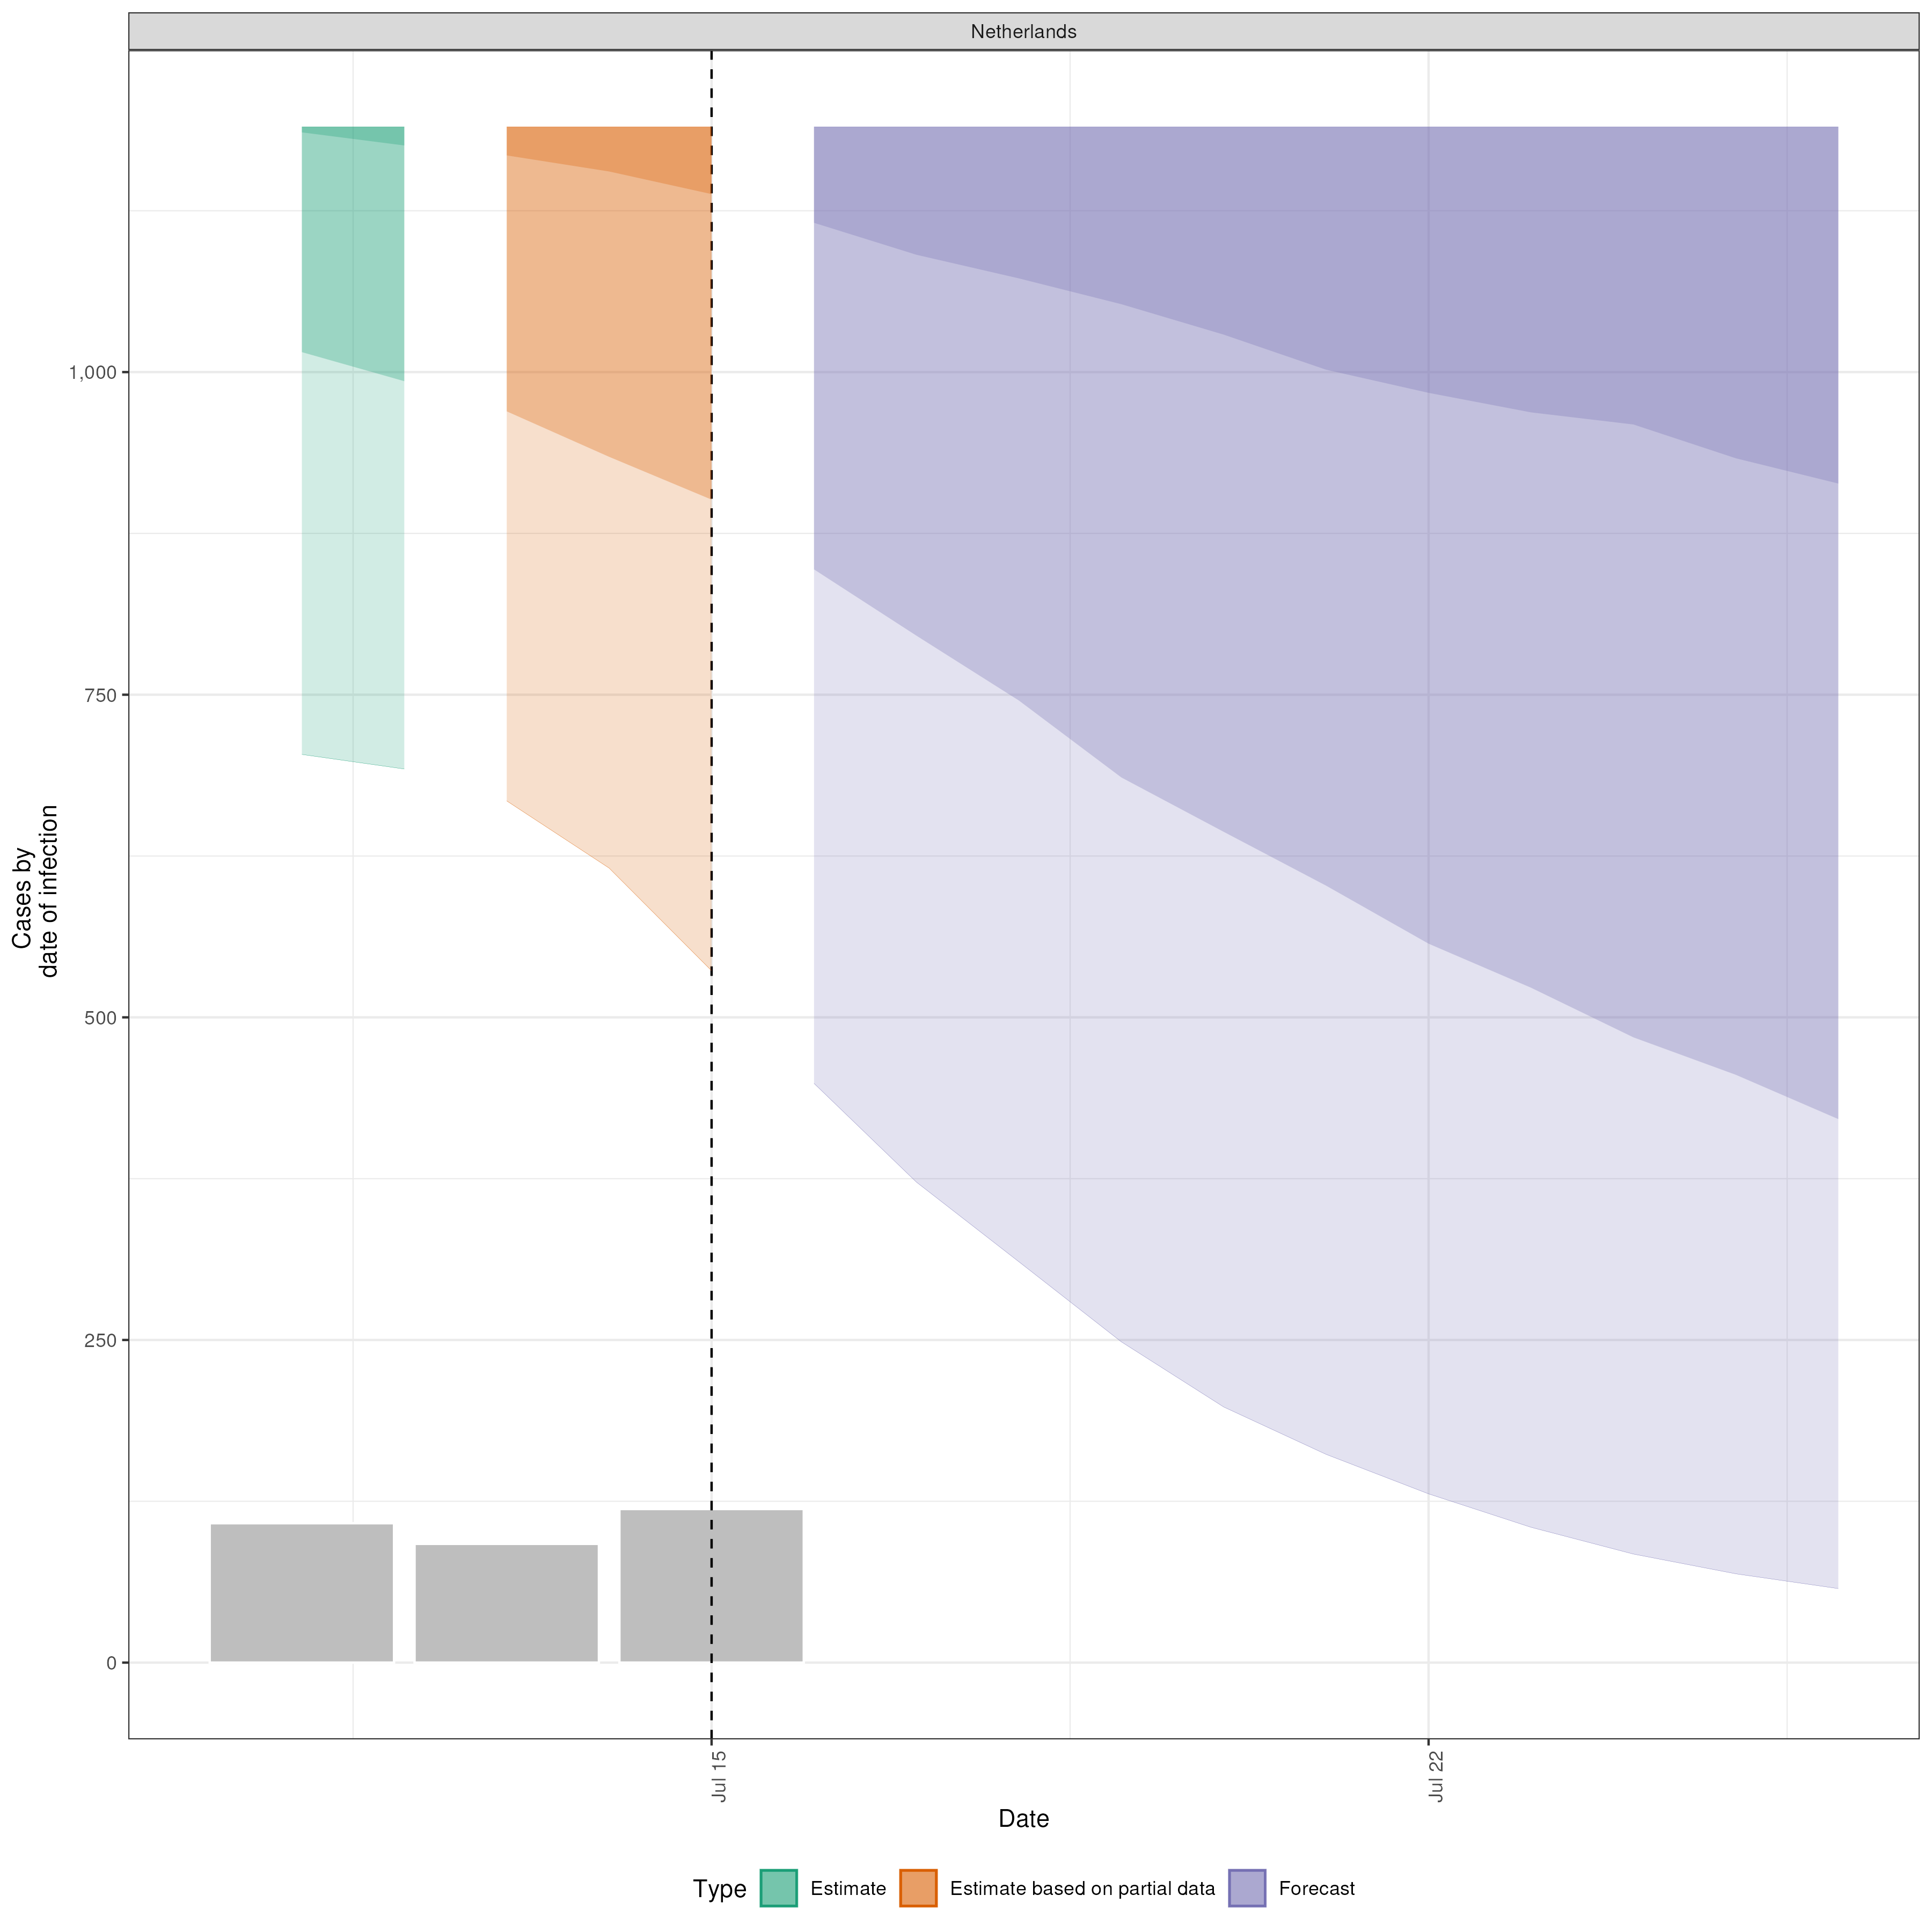 Netherlands
1,000
750
500
250
0
Cases by
date of infection
Jul 15
Jul 22
Date
Type
Estimate
Estimate based on partial data
Forecast